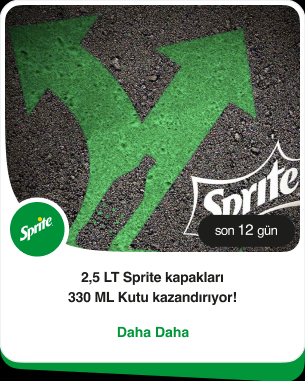 Sprite
son 12 gün
Sprite
2,5 LT Sprite kapakları
330 ML Kutu kazandırıyor!
Daha Daha